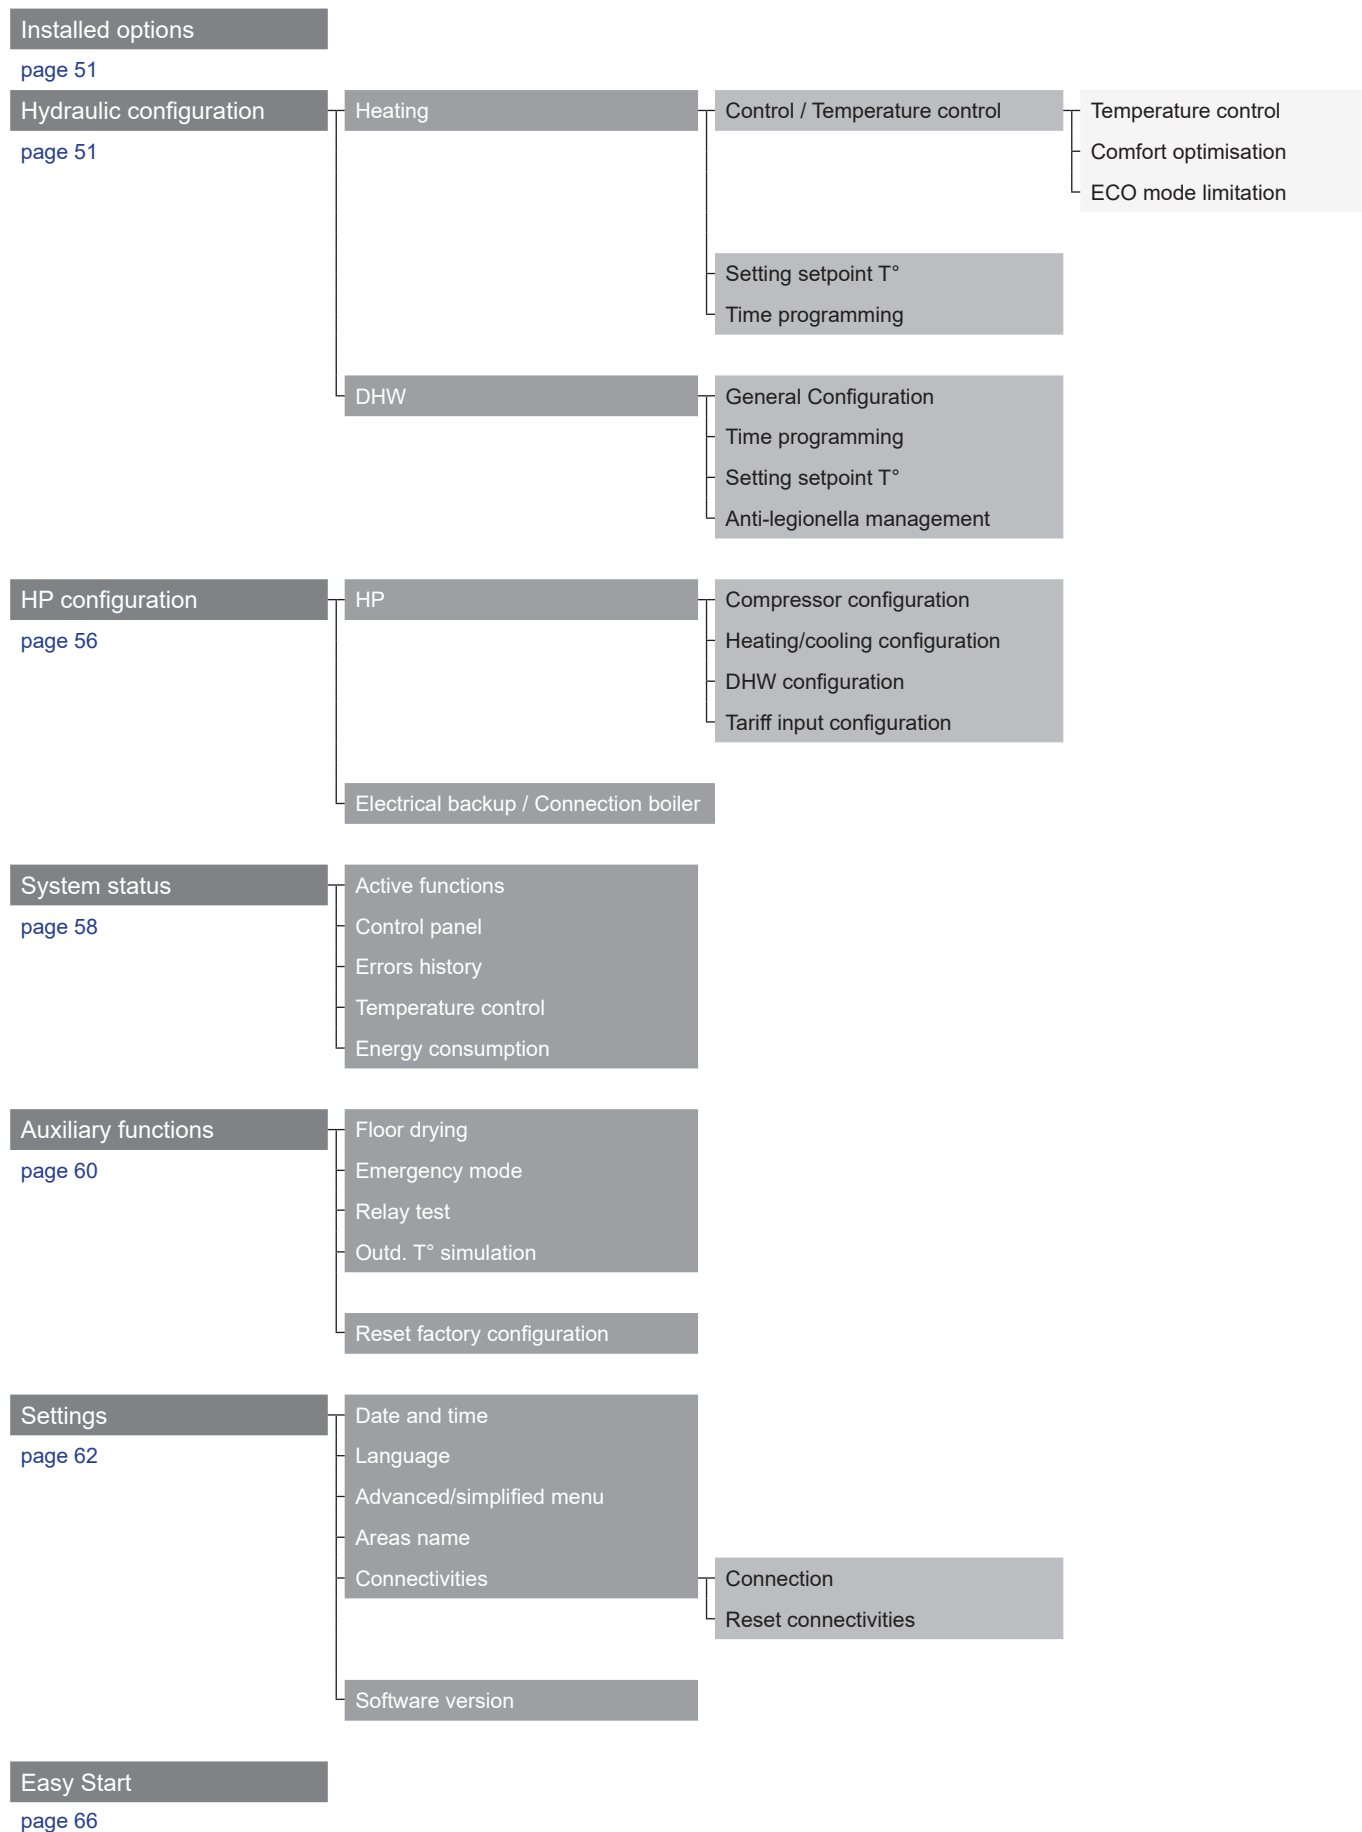 Installed options
page 51
Hydraulic configuration
page 51
Heating
Control / Temperature control
Temperature control
Comfort optimisation
ECO mode limitation
Setting setpoint T°
Time programming
DHW
General Configuration
Time programming
Setting setpoint T°
Anti-legionella management
HP configuration
page 56
HP
Compressor configuration
Heating/cooling configuration
DHW configuration
Tariff input configuration
Electrical backup / Connection boiler
System status
page 58
Active functions
Control panel
Errors history
Temperature control
Energy consumption
Auxiliary functions
page 60
Floor drying
Emergency mode
Relay test
Outd. T° simulation
Reset factory configuration
Settings
page 62
Date and time
Language
Advanced/simplified menu
Areas name
Connectivities
Connection
Reset connectivities
Software version
Easy Start
page 66